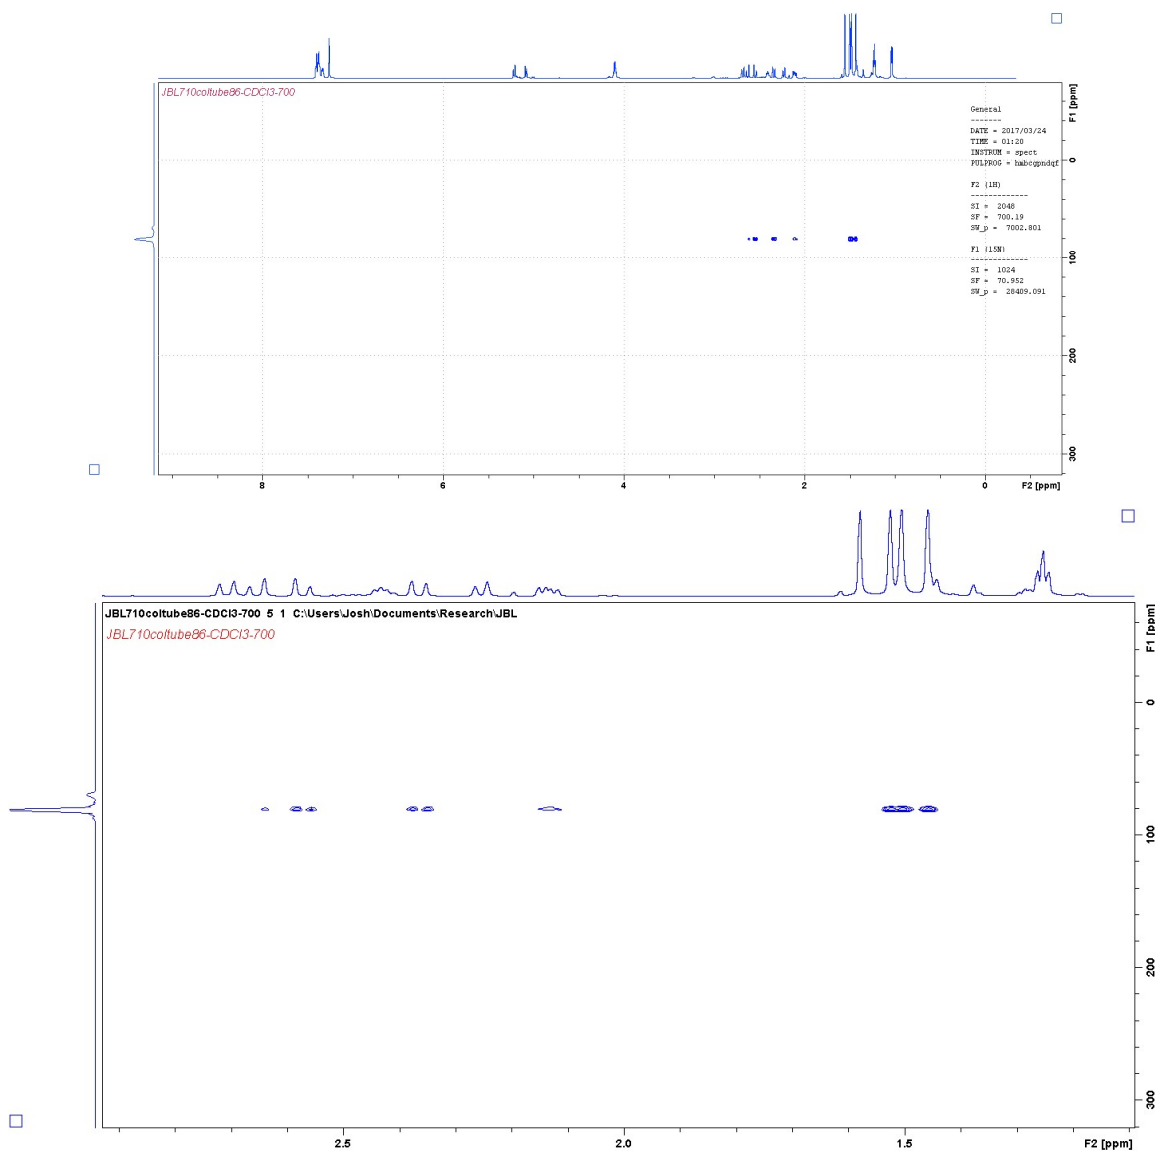 JBL710coltube86-CDCl3-700
General
-------
DATE = 2017/03/24
TIME = 01:20
INSTRUM = spect
PULPROG = hmbcgpndqf
F2 (1H)
-------------
SI = 2048
SF = 700.19
SW_p = 7002.801
F1 (15N)
-------------
SI = 1024
SF = 70.952
SW_p = 28409.091
F1 [ppm]
0
100
200
300
8 6 4 2 0 F2 [ppm]
JBL710coltube86-CDCl3-700 5 1 C:\Users\Josh\Documents\Research\JBL
JBL710coltube86-CDCl3-700
F1 [ppm]
0
100
200
300
2.5 2.0 1.5 F2 [ppm]